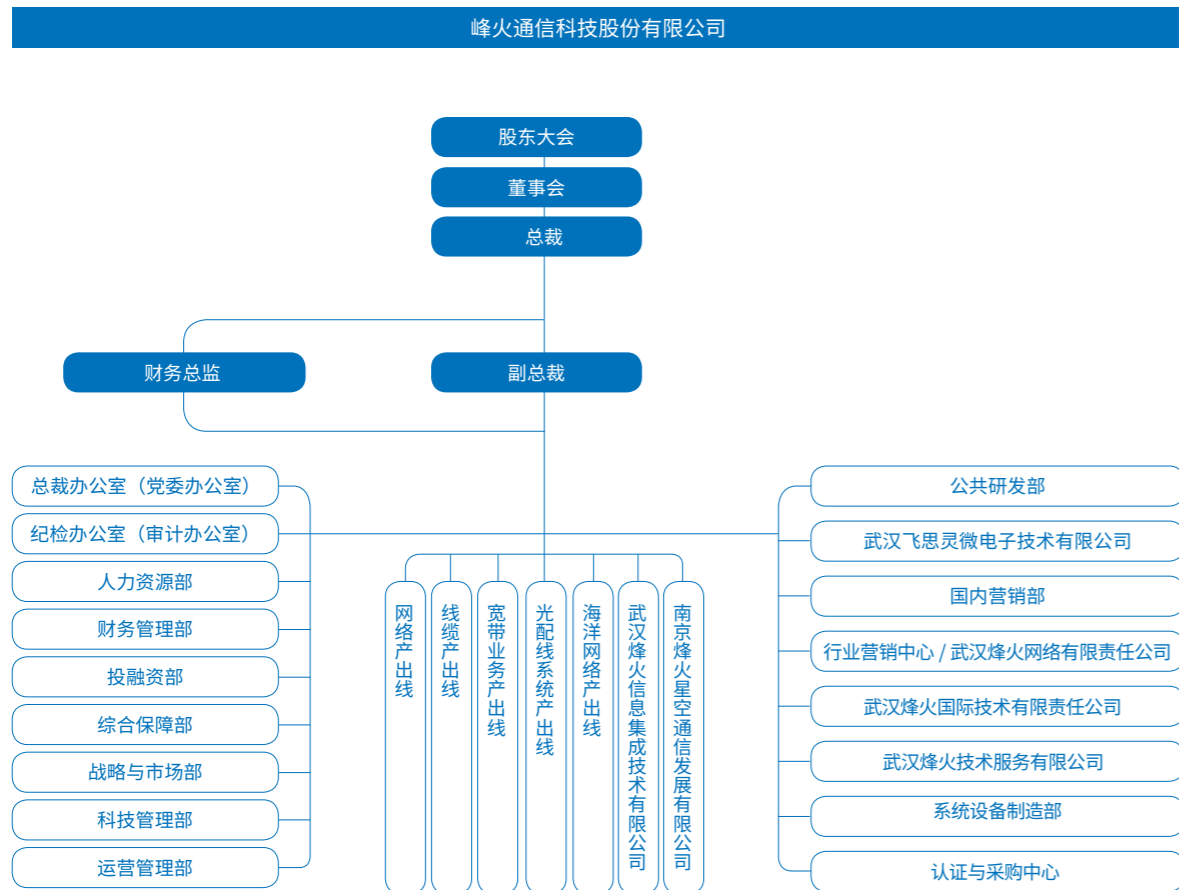 峰火通信科技股份有限公司
股东大会
董事会
总裁
财务总监
副总裁
总裁办公室（党委办公室）
纪检办公室（审计办公室）
人力资源部
财务管理部
投融资部
综合保障部
战略与市场部
科技管理部
运营管理部
网络产出线
线缆产出线
宽带业务产出线
光配线系统产出线
海洋网络产出线
武汉烽火信息集成技术有限公司
南京烽火星空通信发展有限公司
公共研发部
武汉飞思灵微电子技术有限公司
国内营销部
行业营销中心 / 武汉烽火网络有限责任公司
武汉烽火国际技术有限责任公司
武汉烽火技术服务有限公司
系统设备制造部
认证与采购中心